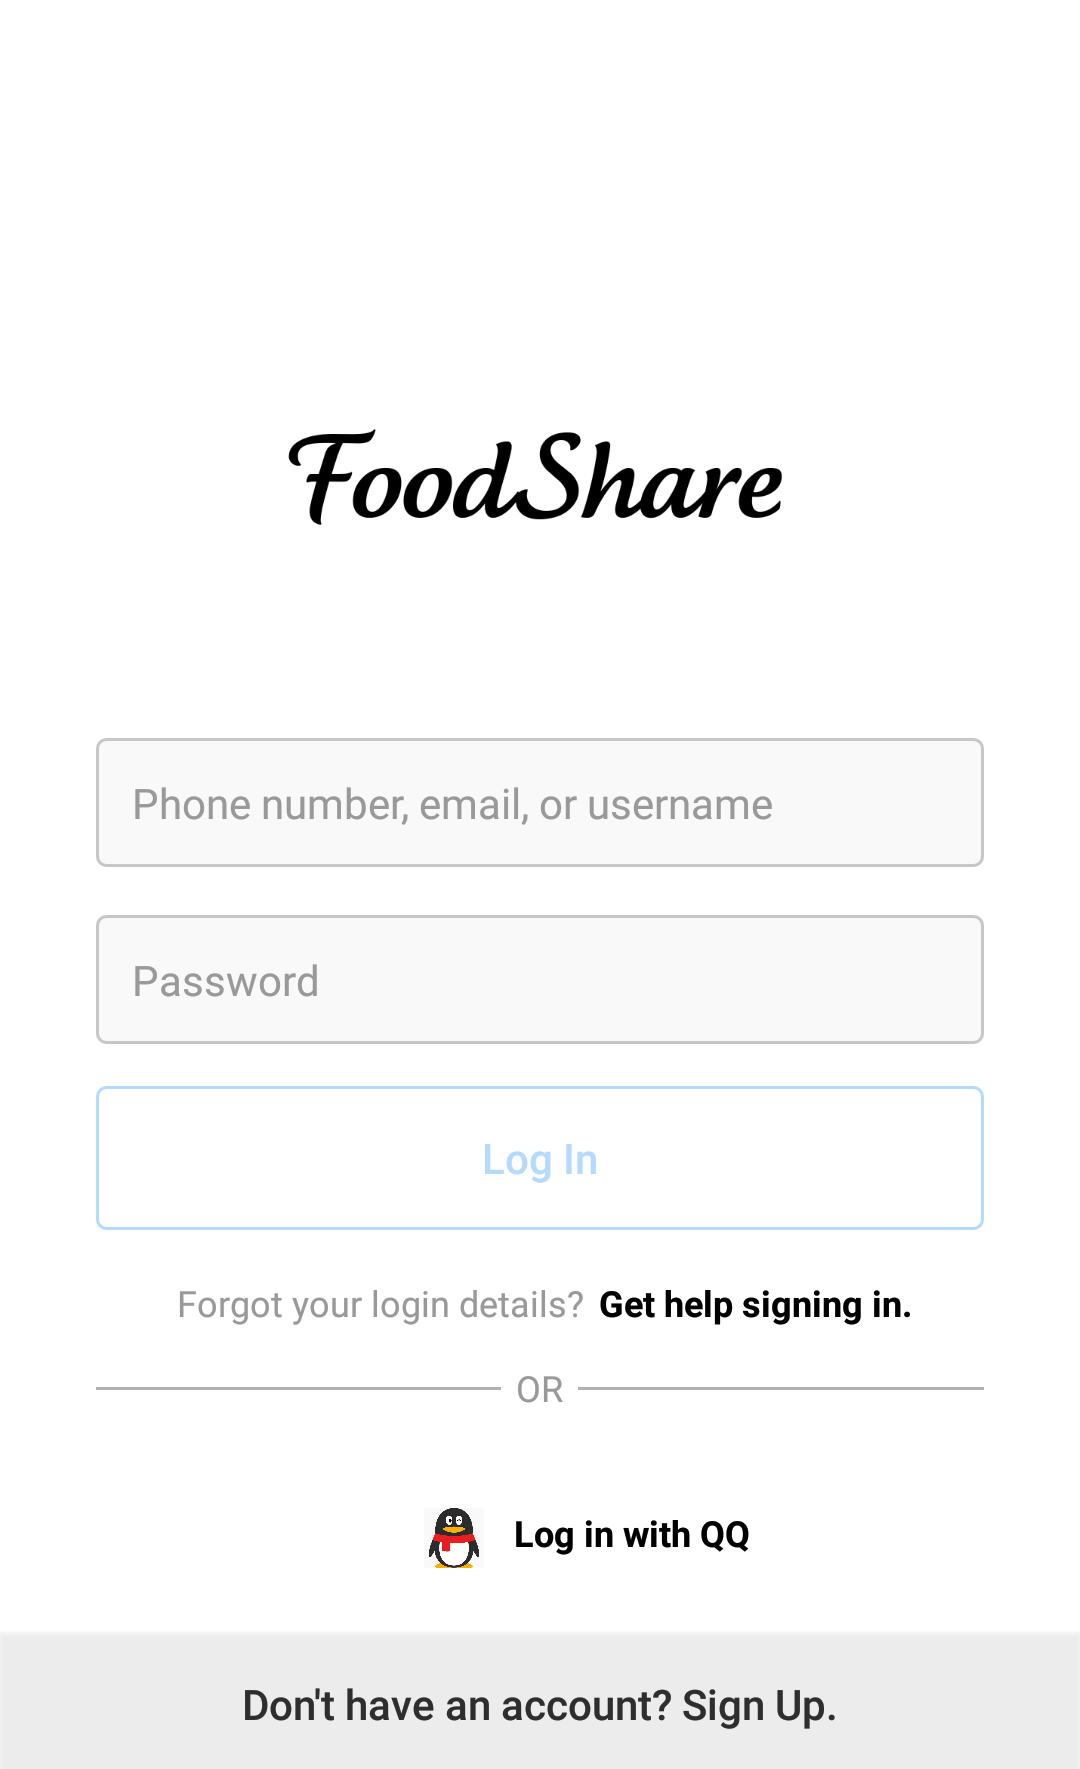 FoodShare
Phone number, email, or username
Password
Log In
Forgot your login details? Get help signing in.
OR
Log in with QQ
Don't have an account? Sign Up.